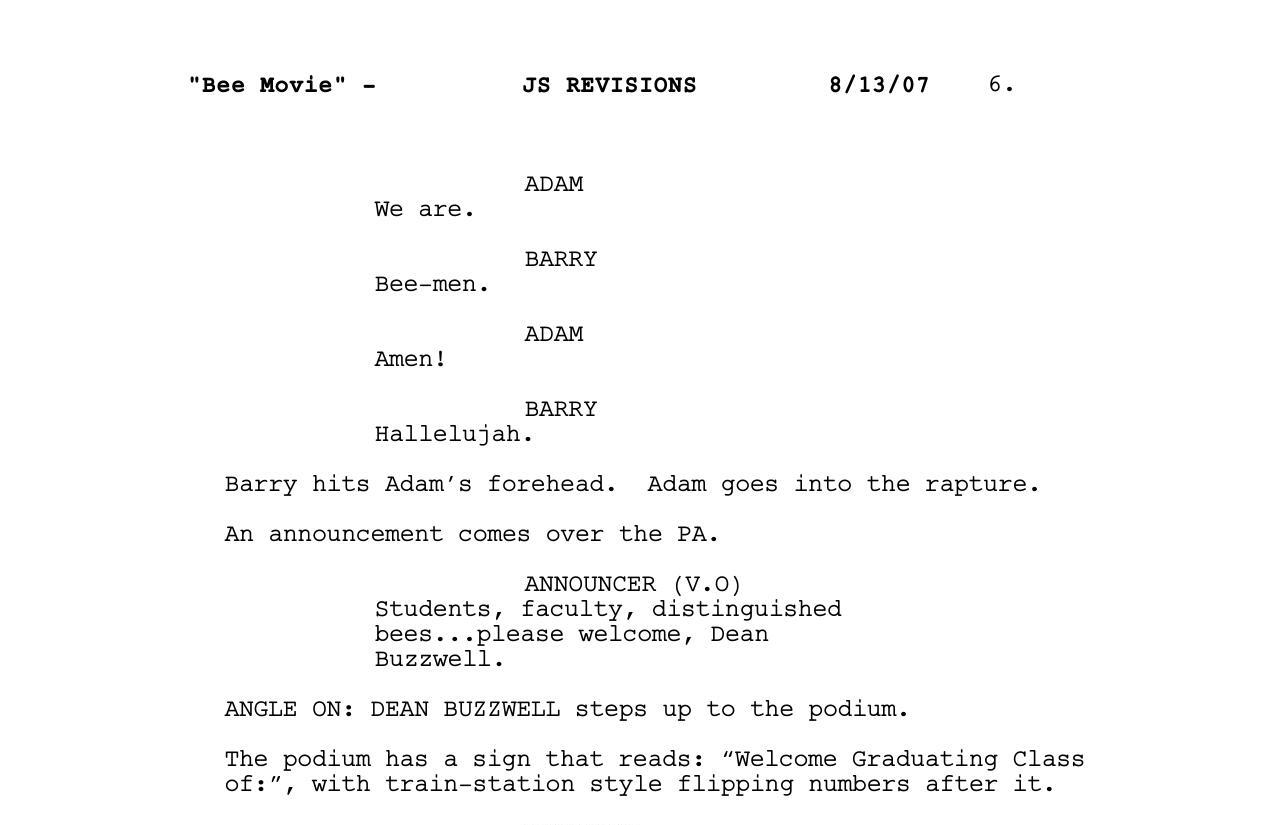 "Bee Movie" - JS REVISIONS 8/13/07 6.
ADAM
We are.
BARRY
Bee-men.
ADAM
Amen!
BARRY
Hallelujah.
Barry hits Adam’s forehead.  Adam goes into the rapture.
An announcement comes over the PA.
ANNOUNCER (V.O)
Students, faculty, distinguished
bees...please welcome, Dean
Buzzwell.
ANGLE ON: DEAN BUZZWELL steps up to the podium.
The podium has a sign that reads: “Welcome Graduating Class
of:”, with train-station style flipping numbers after it.